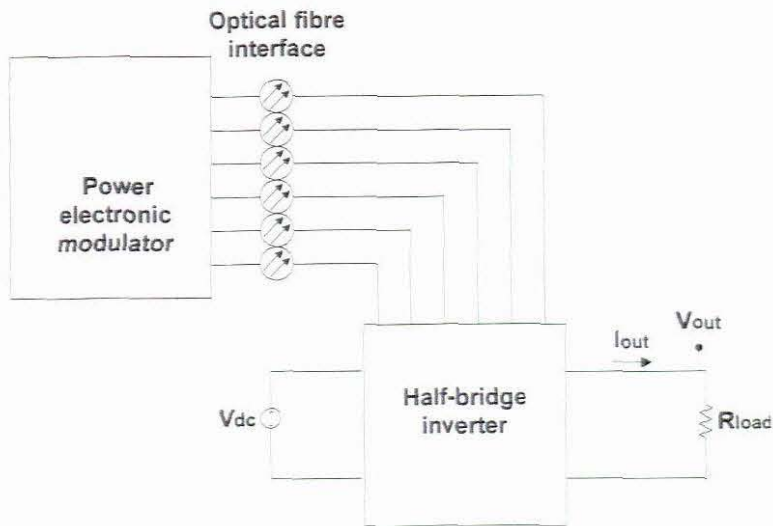 Optical fibre
interface
Power
electronic
modulator
Iout
Vout
Vdc
Half-bridge
inverter
Rload